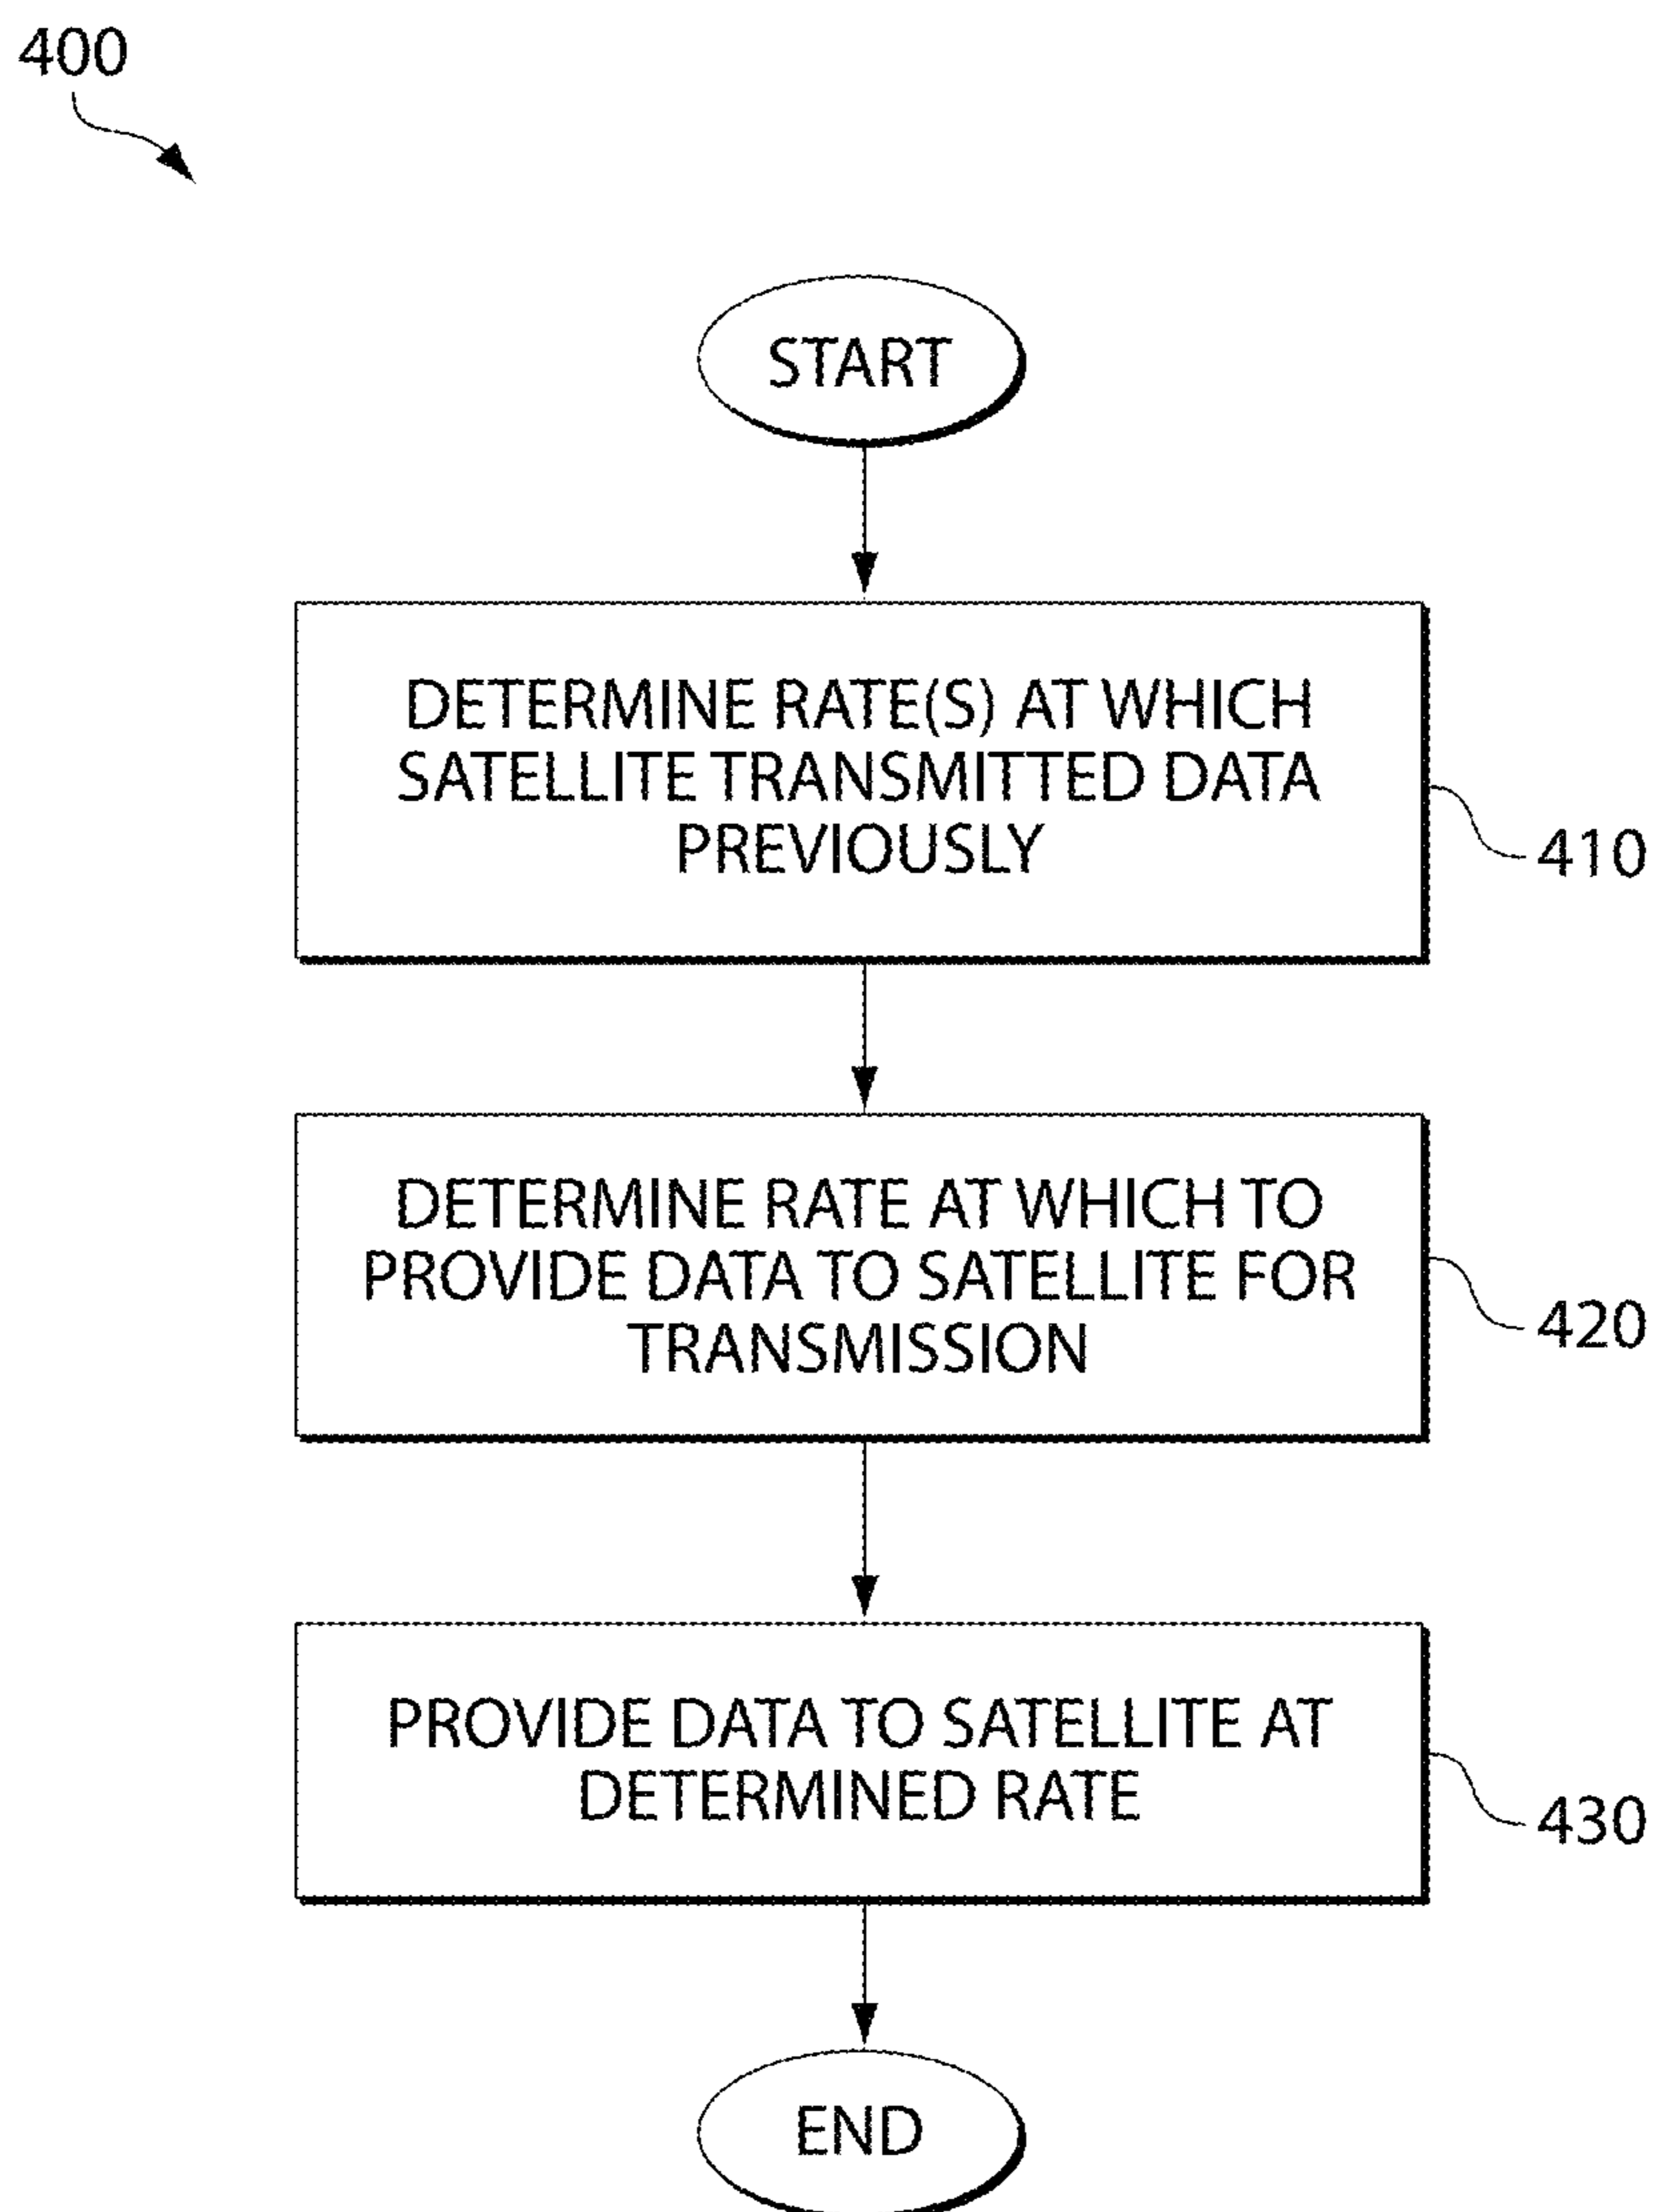 400
START
DETERMINE RATE(S) AT WHICH
SATELLITE TRANSMITTED DATA
PREVIOUSLY
410
DETERMINE RATE AT WHICH TO
PROVIDE DATA TO SATELLITE FOR
TRANSMISSION
420
PROVIDE DATA TO SATELLITE AT
DETERMINED RATE
430
END